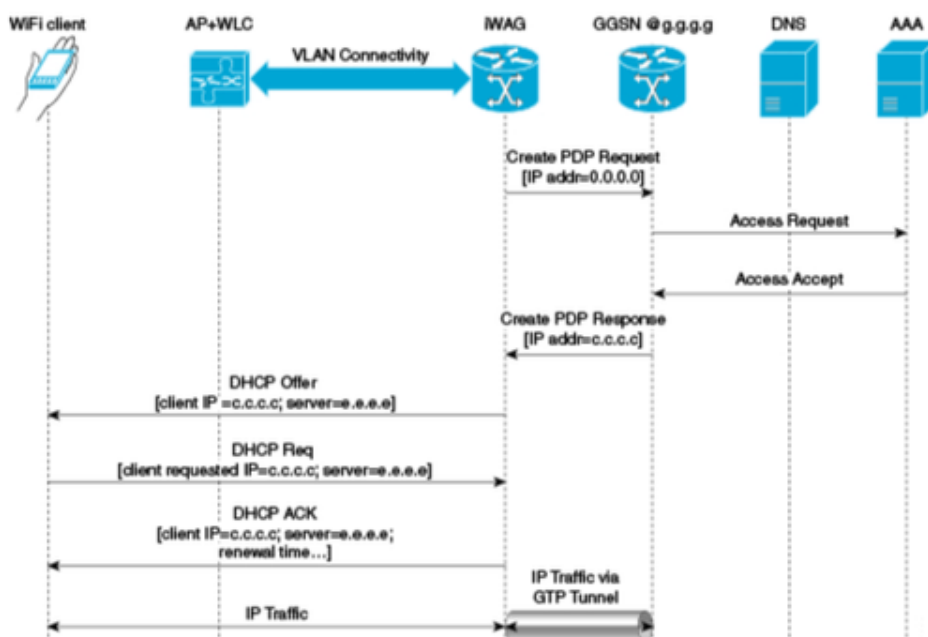 WiFi client
AP+WLC
iWAG
GGSN @g.g.g.g
DNS
AAA
VLAN Connectivity
Create PDP Request
[IP addr=0.0.0.0]
Access Request
Access Accept
Create PDP Response
[IP addr=c.c.c.c]
DHCP Offer
[client IP =c.c.c.c; server=e.e.e.e]
DHCP Req
[client requested IP=c.c.c.c; server=e.e.e.e]
DHCP ACK
[client IP=c.c.c.c; server=e.e.e.e;
renewal time...]
IP Traffic via
GTP Tunnel
IP Traffic